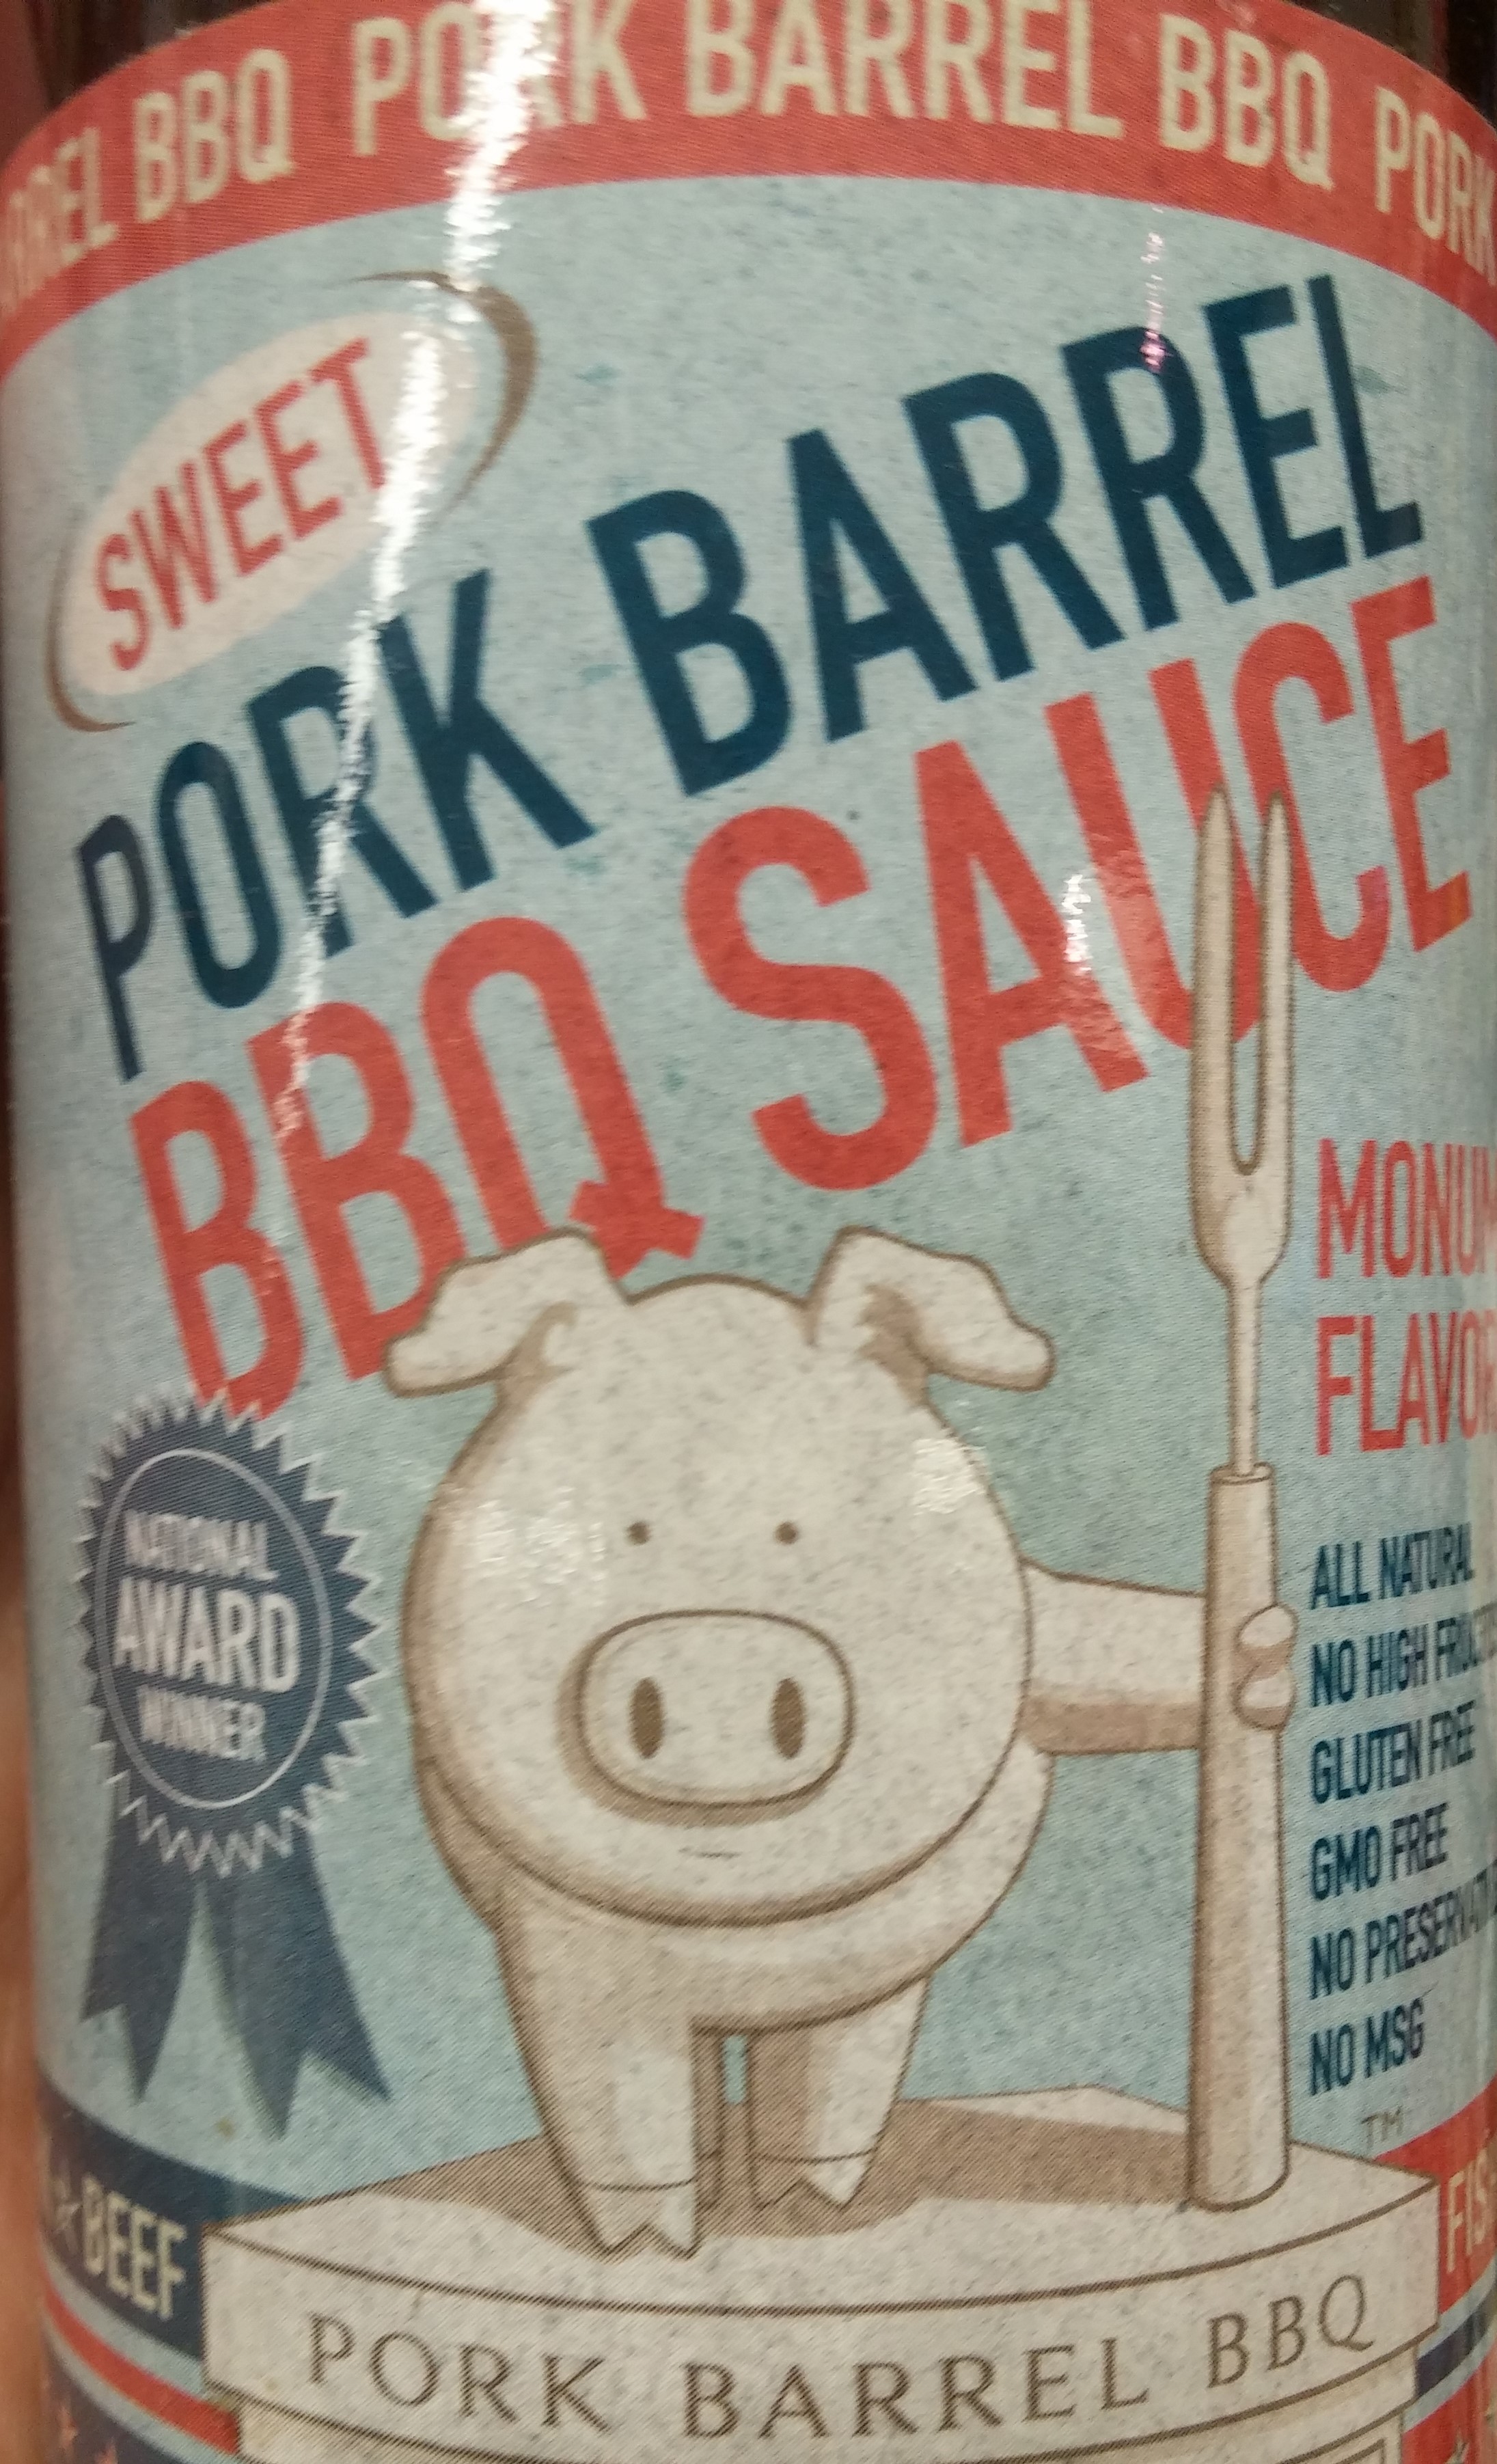 BBQ PORK BARREL BBQ PORK
SWEET
PORK BARREL
BBQ SAUCE
FLAVOR
NATIONAL
AWARD
WINNER
ALL NATURAL
NO HIGH
GLUTEN FREE
GMO FREE
NO
NO MSG
TM
BEEF
PORK BARREL BBQ